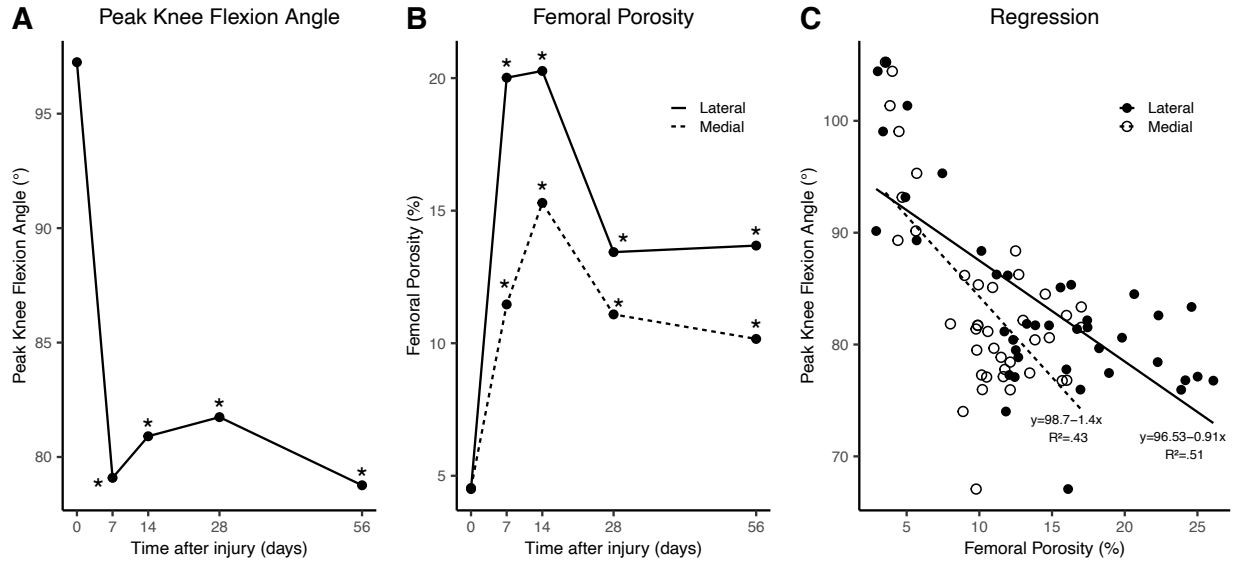 A
Peak Knee Flexion Angle
Peak Knee Flexion Angle (°)
95
90
85
80
*
*
*
*
0 7 14 28 56
Time after injury (days)
B
Femoral Porosity
Femoral Porosity (%)
20
15
10
5
* *
* *
*
*
*
*
Lateral
Medial
0 7 14 28 56
Time after injury (days)
C
Regression
Peak Knee Flexion Angle (°)
100
90
80
70
Lateral
Medial
y=98.7−1.4x
R²=.43
y=96.53−0.91x
R²=.51
5 10 15 20 25
Femoral Porosity (%)